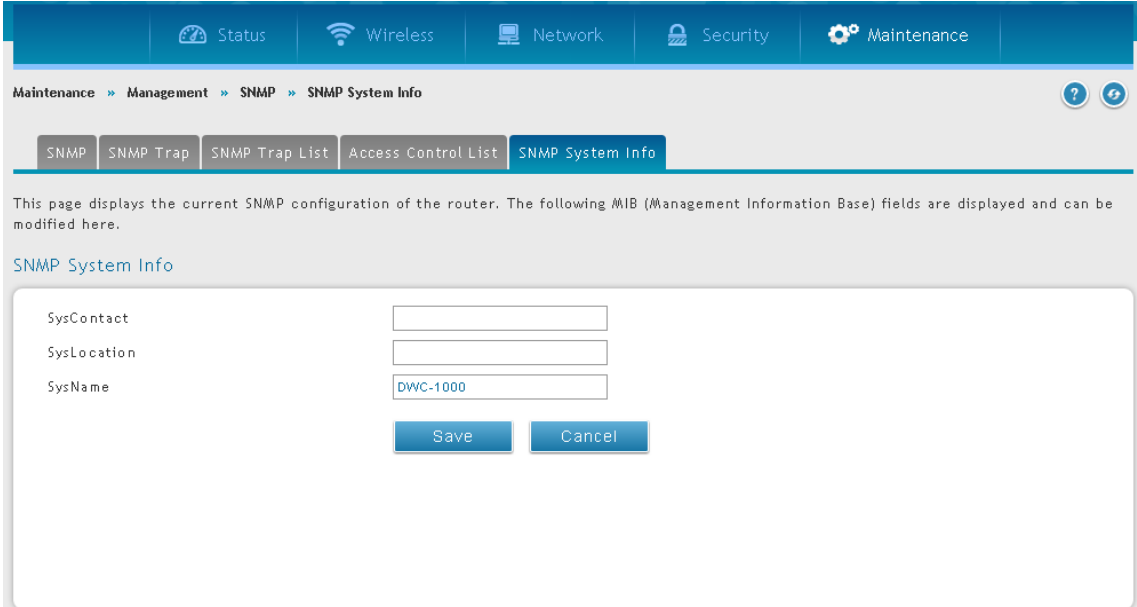 Status Wireless Network Security Maintenance
Maintenance » Management » SNMP » SNMP System Info
SNMP SNMP Trap SNMP Trap List Access Control List SNMP System Info
This page displays the current SNMP configuration of the router. The following MIB (Management Information Base) fields are displayed and can be
modified here.
SNMP System Info
SysContact
SysLocation
SysName DWC-1000
Save Cancel